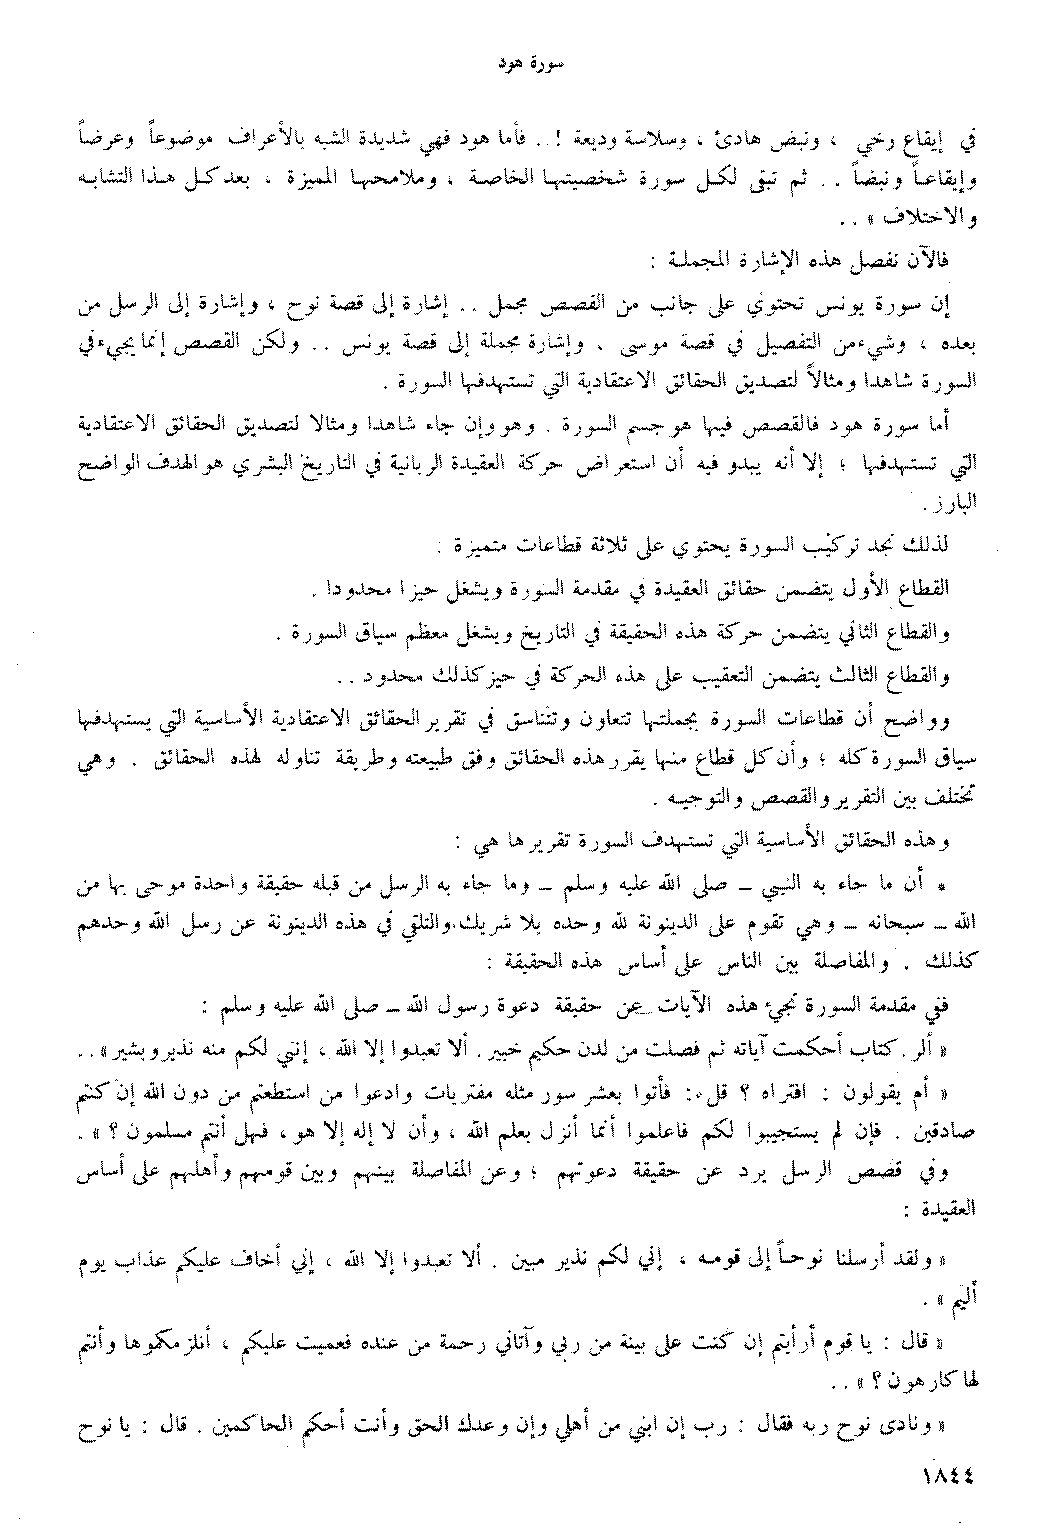 سورة هود
في إيقاع رخي ، ونبض هادئ ، وسلاسة وديعة ! . . فأما هود فهي شديدة الشبه بالأعراف موضوعاً وعرضاً
وإيقاعاً ونبضاً . . ثم تبقى لكل سورة شخصيتها الخاصة ، وملامحها المميزة ، بعد كل هذا التشابه
والاختلاف » . .
فالآن نفصل هذه الإشارة المجملة :
إن سورة يونس تحتوي على جانب من القصص مجمل . . إشارة إلى قصة نوح ، وإشارة إلى الرسل من
بعده ، وشيء من التفصيل في قصة موسى ، وإشارة مجملة إلى قصة يونس . . ولكن القصص إنما يجيء في
السورة شاهدا ومثالاً لتصديق الحقائق الاعتقادية التي تستهدفها السورة .
أما سورة هود فالقصص فيها هو جسم السورة . وهو وإن جاء شاهدا ومثالا لتصديق الحقائق الاعتقادية
التي تستهدفها ؛ إلا أنه يبدو فيه أن استعراض حركة العقيدة الربانية في التاريخ البشري هو الهدف الواضح
البارز .
لذلك نجد تركيب السورة يحتوي على ثلاثة قطاعات متميزة :
القطاع الأول يتضمن حقائق العقيدة في مقدمة السورة ويشغل حيزا محدودا .
والقطاع الثاني يتضمن حركة هذه الحقيقة في التاريخ ويشغل معظم سياق السورة .
والقطاع الثالث يتضمن التعقيب على هذه الحركة في حيز كذلك محدود . .
وواضح أن قطاعات السورة بجملتها تتعاون وتتناسق في تقرير الحقائق الاعتقادية الأساسية التي يستهدفها
سياق السورة كله ؛ وأن كل قطاع منها يقرر هذه الحقائق وفق طبيعته وطريقة تناوله لهذه الحقائق . وهي
تختلف بين التقرير والقصص والتوجيه .
وهذه الحقائق الأساسية التي تستهدف السورة تقريرها هي :
* أن ما جاء به النبي – صلى الله عليه وسلم – وما جاء به الرسل من قبله حقيقة واحدة موحى بها من
الله – سبحانه – وهي تقوم على الدينونة لله وحده بلا شريك ، والتلقي في هذه الدينونة عن رسل الله وحدهم
كذلك . والمفاصلة بين الناس على أساس هذه الحقيقة :
ففي مقدمة السورة تجيء هذه الآيات عن حقيقة دعوة رسول الله – صلى الله عليه وسلم :
« ألر . كتاب أحكمت آياته ثم فصلت من لدن حكيم خبير . ألا تعبدوا إلا الله ، إنني لكم منه نذير وبشير » . .
« أم يقولون : افتراه ؟ قل : فأتوا بعشر سور مثله مفتريات وادعوا من استطعتم من دون الله إن كنتم
صادقين . فإن لم يستجيبوا لكم فاعلموا أنما أنزل بعلم الله ، وأن لا إله إلا هو ، فهل أنتم مسلمون ؟ » .
وفي قصص الرسل يرد عن حقيقة دعوتهم ؛ وعن المفاصلة بينهم وبين قومهم وأهلهم على أساس
العقيدة :
« ولقد أرسلنا نوحاً إلى قومه ، إني لكم نذير مبين . ألا تعبدوا إلا الله ، إني أخاف عليكم عذاب يوم
أليم » .
« قال : يا قوم أرأيتم إن كنت على بينة من ربي وآتاني رحمة من عنده فعميت عليكم ، أنلزمكموها وأنتم
لها كارهون ؟ » . .
« ونادى نوح ربه فقال : رب إن ابني من أهلي وإن وعدك الحق وأنت أحكم الحاكمين . قال : يا نوح
١٨٤٤